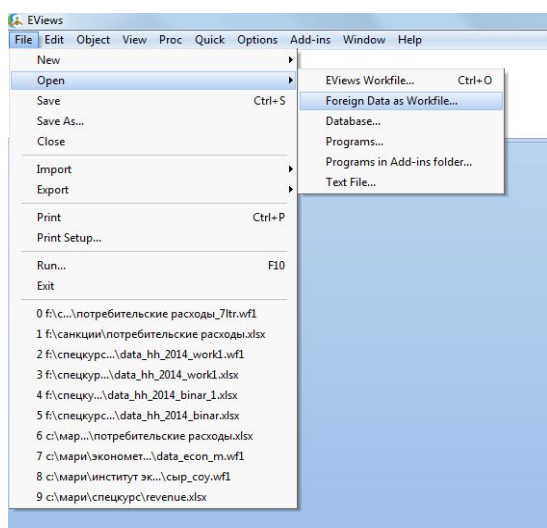 EViews
File Edit Object View Proc Quick Options Add-ins Window Help
New
Open
Save Ctrl+S
Save As...
Close
Import
Export
Print Ctrl+P
Print Setup...
Run... F10
Exit
0 f:\с...\потребительские расходы_7ltr.wf1
1 f:\санкции\потребительские расходы.xlsx
2 f:\спецкурс...\data_hh_2014_work1.wf1
3 f:\спецкур...\data_hh_2014_work1.xlsx
4 f:\спецку...\data_hh_2014_binar_1.xlsx
5 f:\спецкурс...\data_hh_2014_binar.xlsx
6 c:\мар...\потребительские расходы.xlsx
7 c:\мари\экономет...\data_econ_m.wf1
8 c:\мари\институт эк...\сыр_coy.wf1
9 c:\мари\спецкурс\revenue.xlsx
EViews Workfile... Ctrl+O
Foreign Data as Workfile...
Database...
Programs...
Programs in Add-ins folder...
Text File...